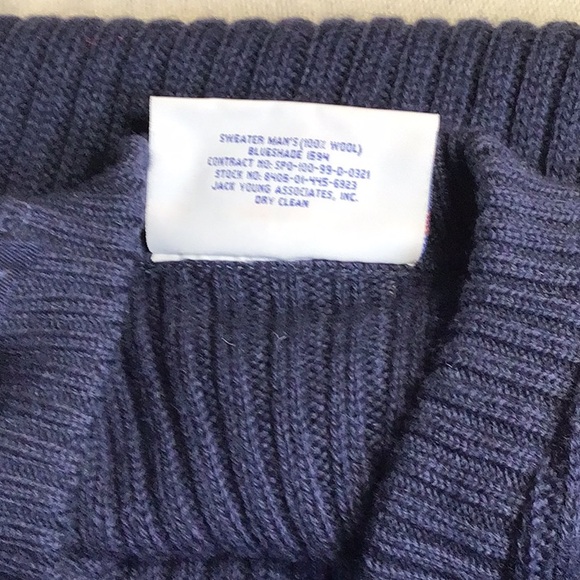 SWEATER MAN'S (100% WOOL)
BLUESHADE 1594
CONTRACT NO: SPO-100-99-D-0321
STOCK NO: 8405-01-445-6923
JACK YOUNG ASSOCIATES, INC.
DRY CLEAN